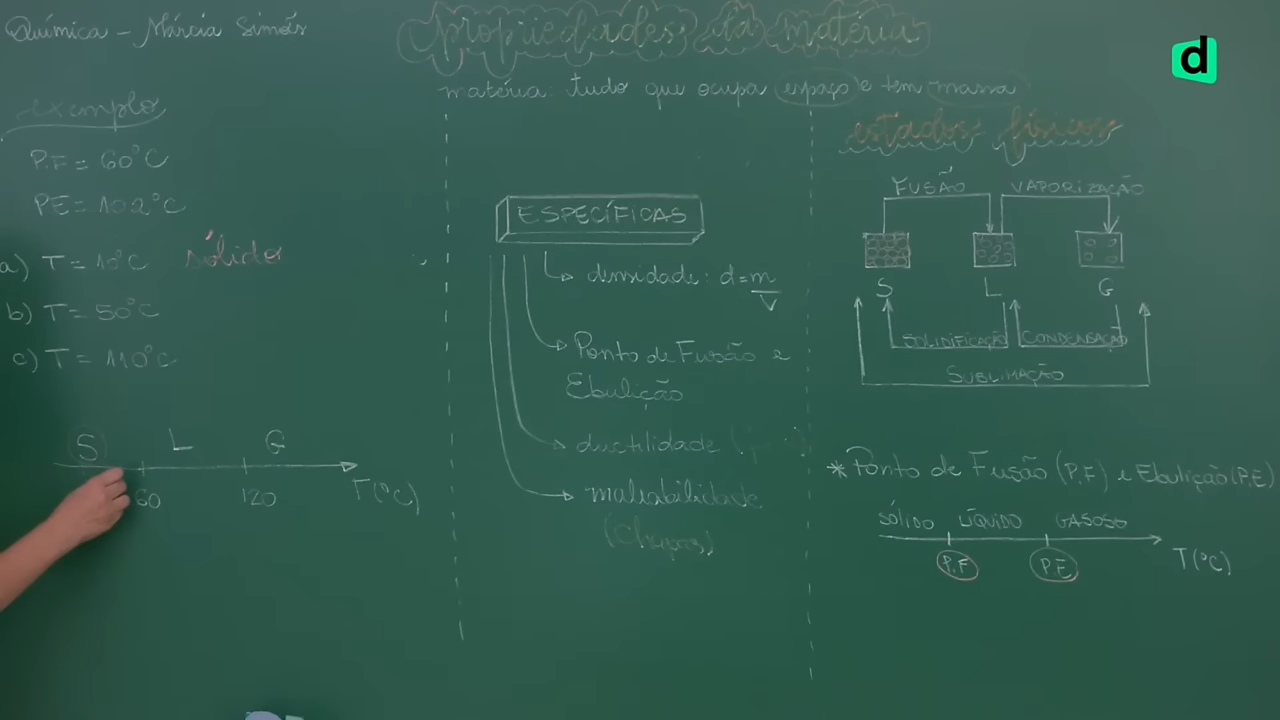 Química - Márcia Simões
propriedades da matéria
d
matéria: tudo que ocupa espaço e tem massa
exemplo
P.F = 60°C
PE = 102°C
a) T = 10°C sólido
b) T = 50°C
c) T = 110°C
S L G
60 120 T(°C)
ESPECÍFICAS
densidade: d = m
V
Ponto de Fusão e
Ebulição
ductilidade
maleabilidade
(Chapas)
estados físicos
FUSÃO VAPORIZAÇÃO
S L G
SOLIDIFICAÇÃO CONDENSAÇÃO
SUBLIMAÇÃO
* Ponto de Fusão (P.F) e Ebulição (P.E)
SÓLIDO LÍQUIDO GASOSO
P.F P.E T(°C)